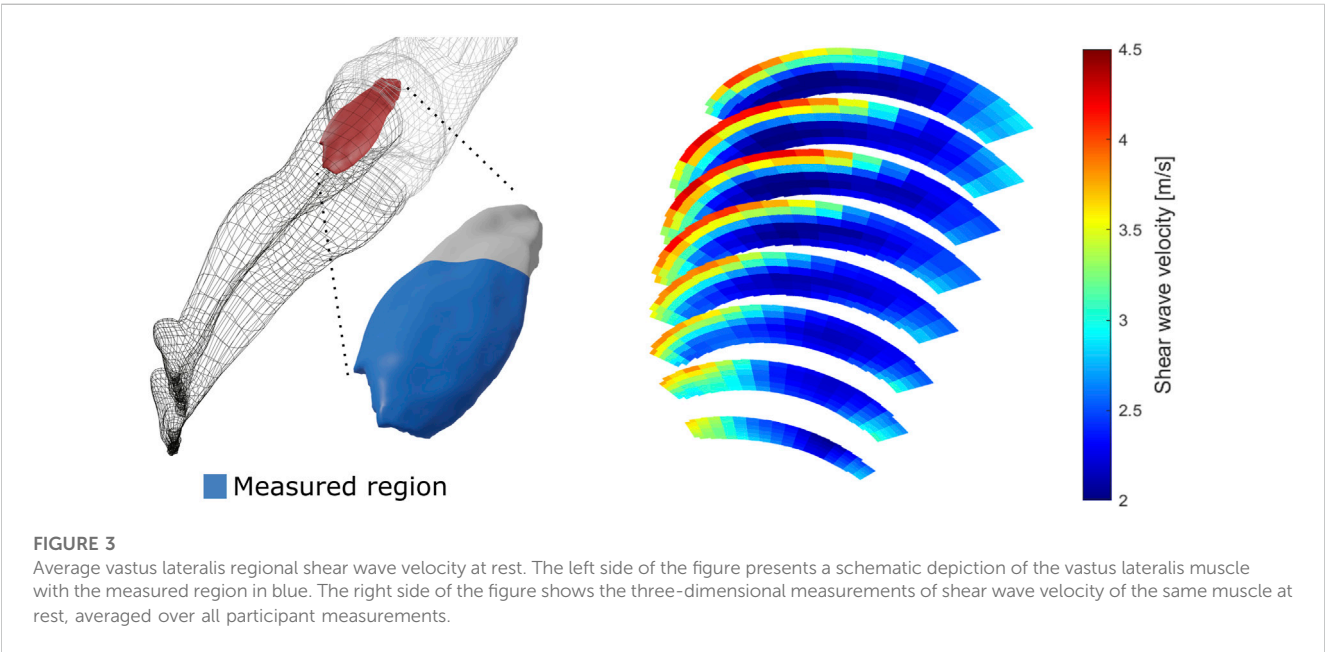 Measured region
4.5
4
3.5
3
2.5
2
Shear wave velocity [m/s]
FIGURE 3
Average vastus lateralis regional shear wave velocity at rest. The left side of the figure presents a schematic depiction of the vastus lateralis muscle
with the measured region in blue. The right side of the figure shows the three-dimensional measurements of shear wave velocity of the same muscle at
rest, averaged over all participant measurements.